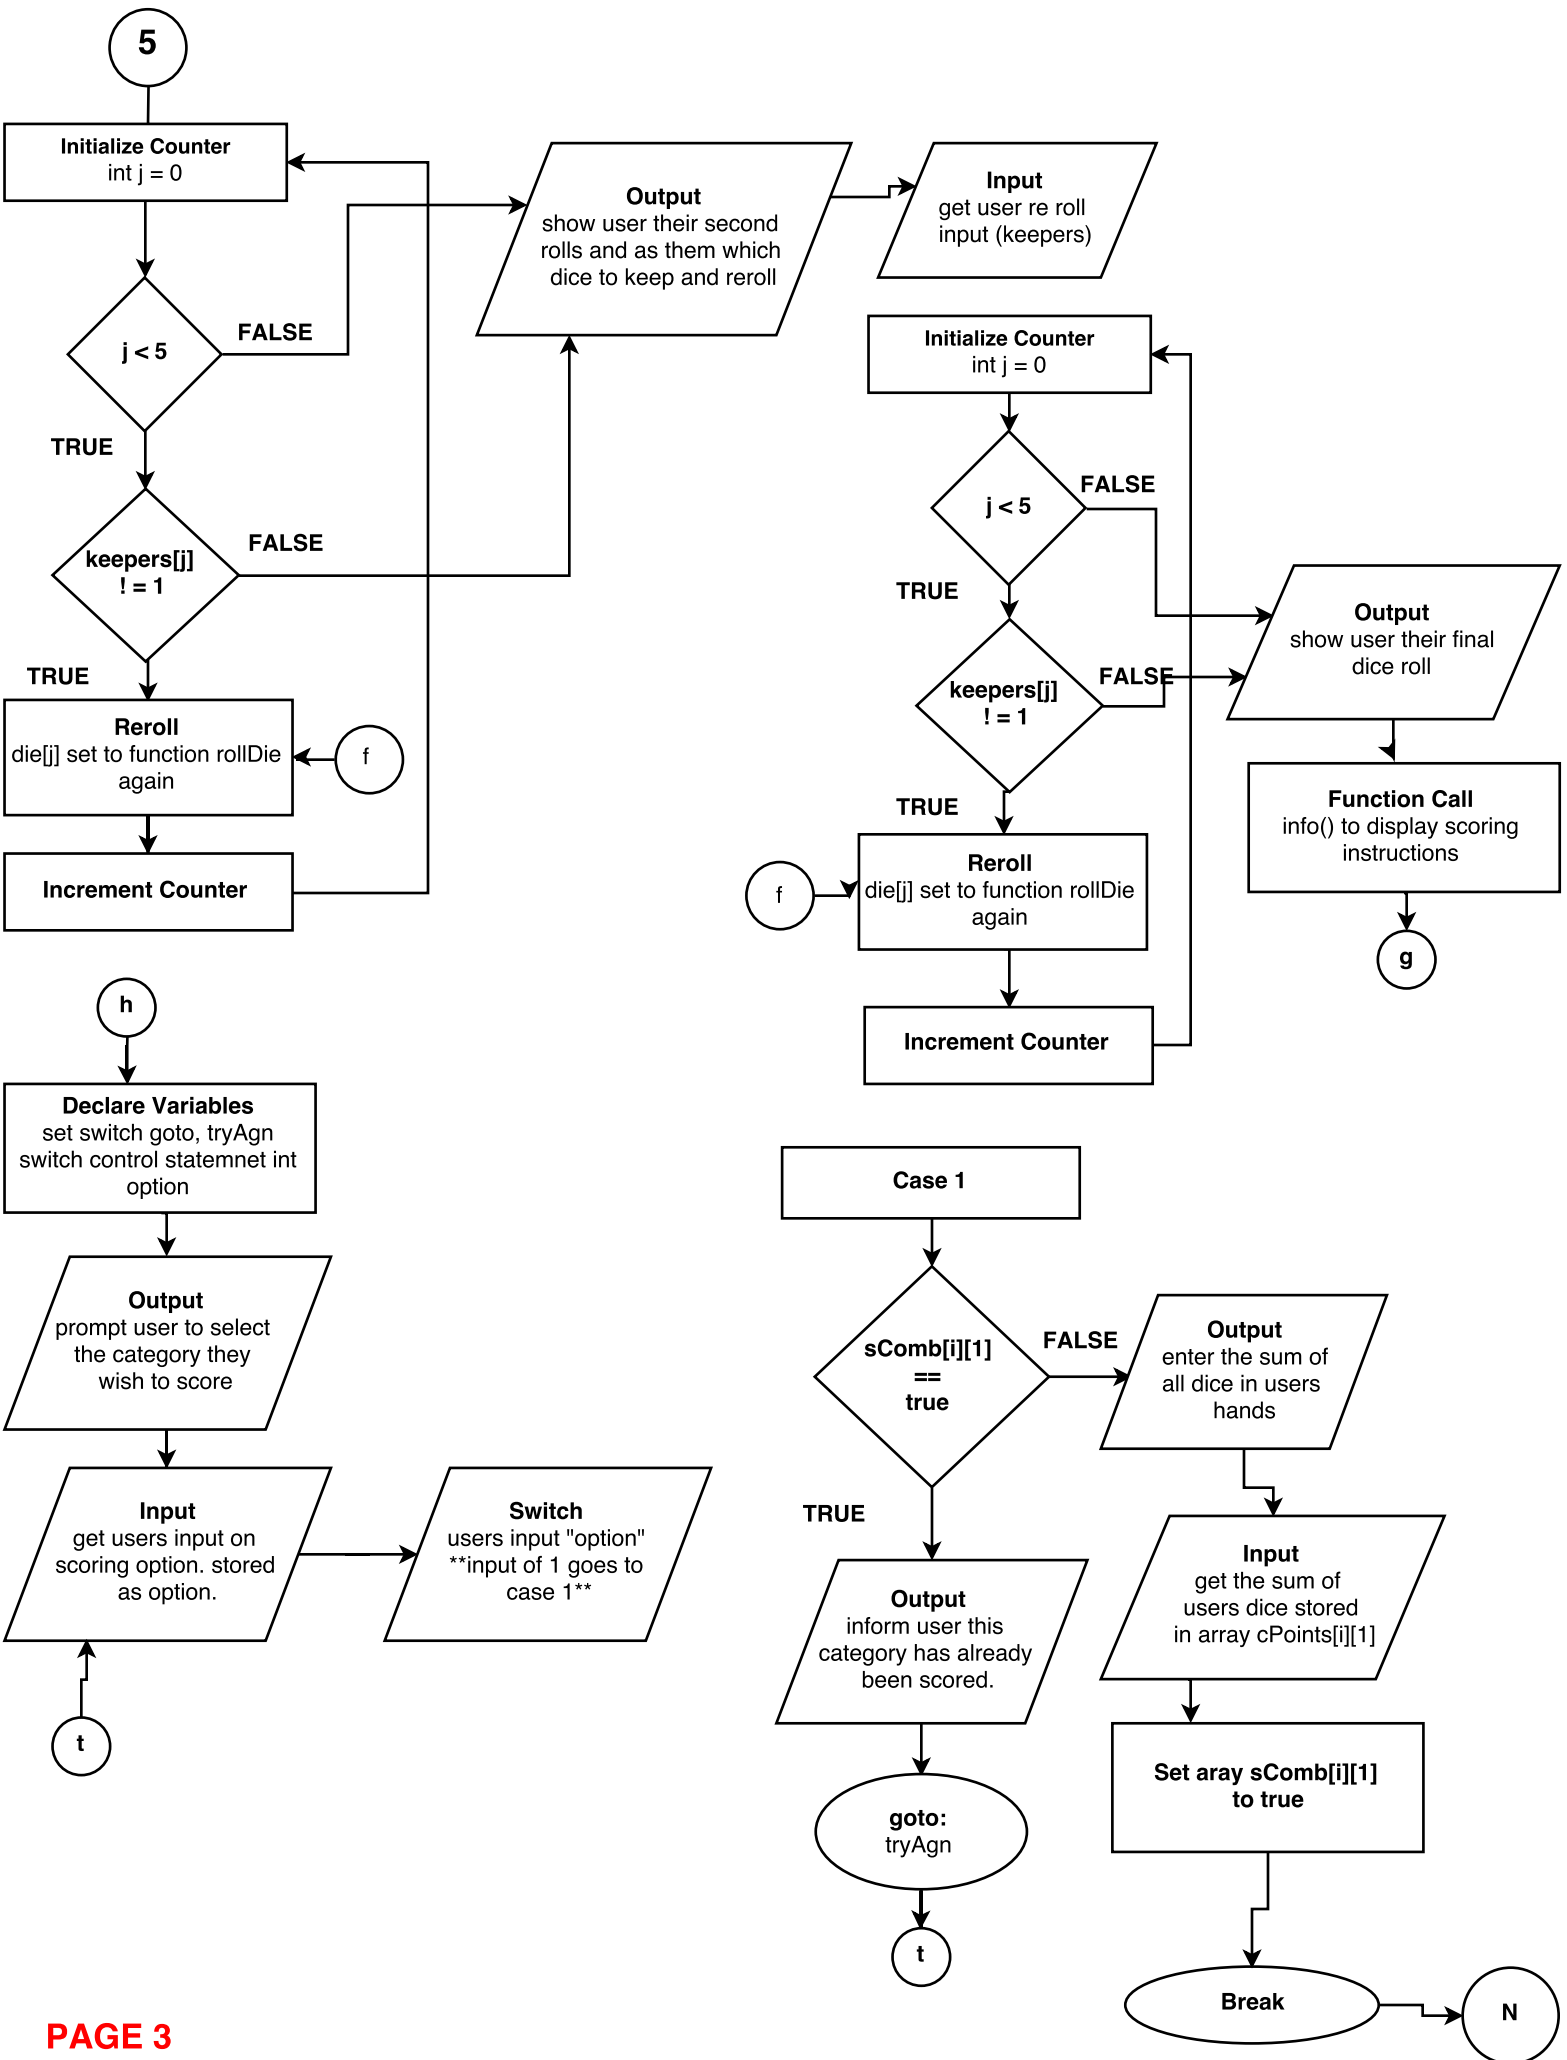 5
Initialize Counter
int j = 0
j < 5
FALSE
TRUE
keepers[j]
! = 1
FALSE
TRUE
Reroll
die[j] set to function rollDie
again
f
Increment Counter
Output
show user their second
rolls and as them which
dice to keep and reroll
Input
get user re roll
input (keepers)
Initialize Counter
int j = 0
j < 5
FALSE
TRUE
keepers[j]
! = 1
FALSE
TRUE
Reroll
die[j] set to function rollDie
again
f
Increment Counter
Output
show user their final
dice roll
Function Call
info() to display scoring
instructions
g
h
Declare Variables
set switch goto, tryAgn
switch control statemnet int
option
Output
prompt user to select
the category they
wish to score
Input
get users input on
scoring option. stored
as option.
t
Switch
users input "option"
**input of 1 goes to
case 1**
Case 1
sComb[i][1]
==
true
FALSE
TRUE
Output
inform user this
category has already
been scored.
goto:
tryAgn
t
Output
enter the sum of
all dice in users
hands
Input
get the sum of
users dice stored
in array cPoints[i][1]
Set aray sComb[i][1]
to true
Break
N
PAGE 3